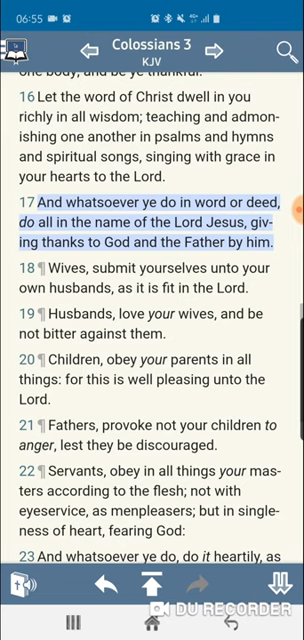 06:55
Colossians 3
KJV
one body; and be ye thankful.
16 Let the word of Christ dwell in you
richly in all wisdom; teaching and admon-
ishing one another in psalms and hymns
and spiritual songs, singing with grace in
your hearts to the Lord.
17 And whatsoever ye do in word or deed,
do all in the name of the Lord Jesus, giv-
ing thanks to God and the Father by him.
18 ¶ Wives, submit yourselves unto your
own husbands, as it is fit in the Lord.
19 ¶ Husbands, love your wives, and be
not bitter against them.
20 ¶ Children, obey your parents in all
things: for this is well pleasing unto the
Lord.
21 ¶ Fathers, provoke not your children to
anger, lest they be discouraged.
22 ¶ Servants, obey in all things your mas-
ters according to the flesh; not with
eyeservice, as menpleasers; but in single-
ness of heart, fearing God:
23 And whatsoever ye do, do it heartily, as
DU RECORDER